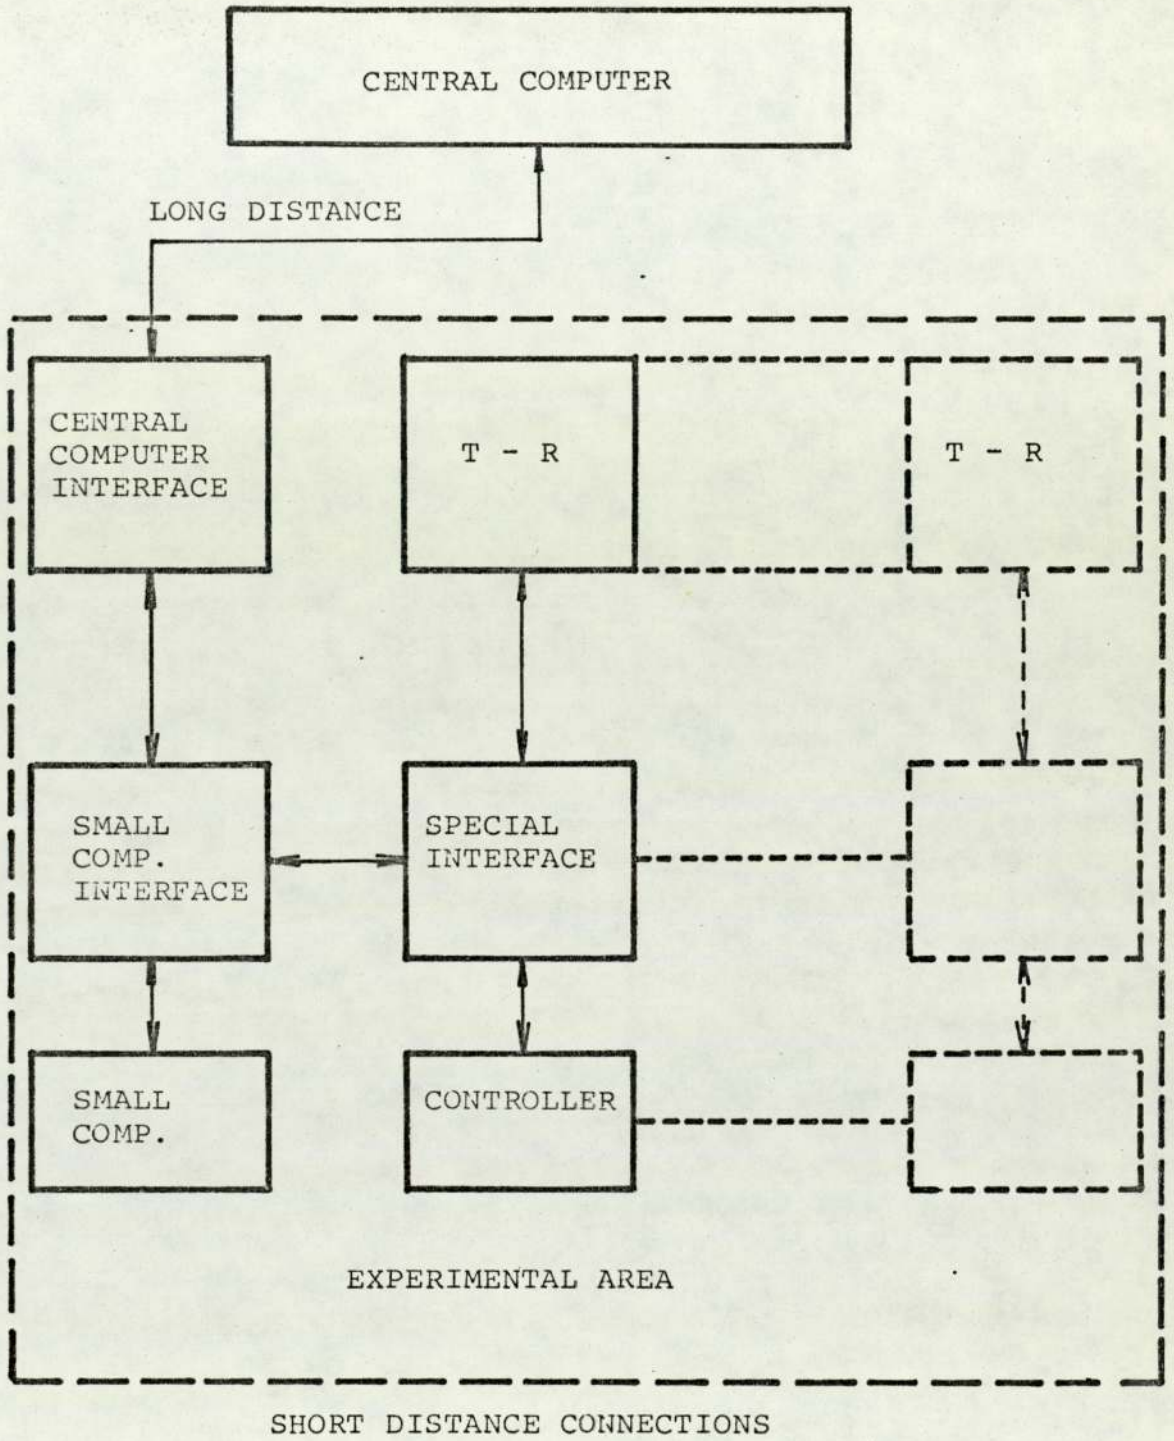 CENTRAL COMPUTER
LONG DISTANCE
CENTRAL
COMPUTER
INTERFACE
T - R
T - R
SMALL
COMP.
INTERFACE
SPECIAL
INTERFACE
SMALL
COMP.
CONTROLLER
EXPERIMENTAL AREA
SHORT DISTANCE CONNECTIONS